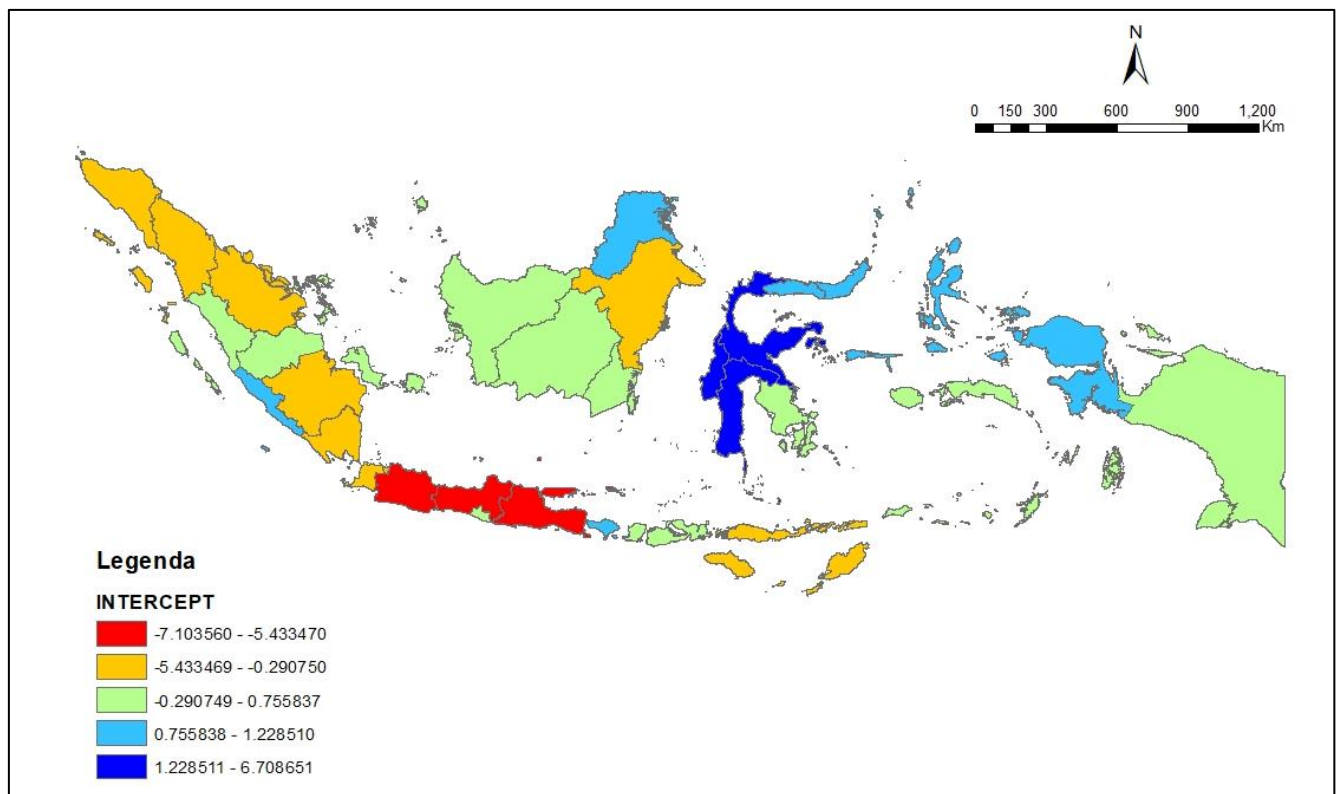 N
0 150 300 600 900 1,200
Km
Legenda
INTERCEPT
-7.103560 - -5.433470
-5.433469 - -0.290750
-0.290749 - 0.755837
0.755838 - 1.228510
1.228511 - 6.708651